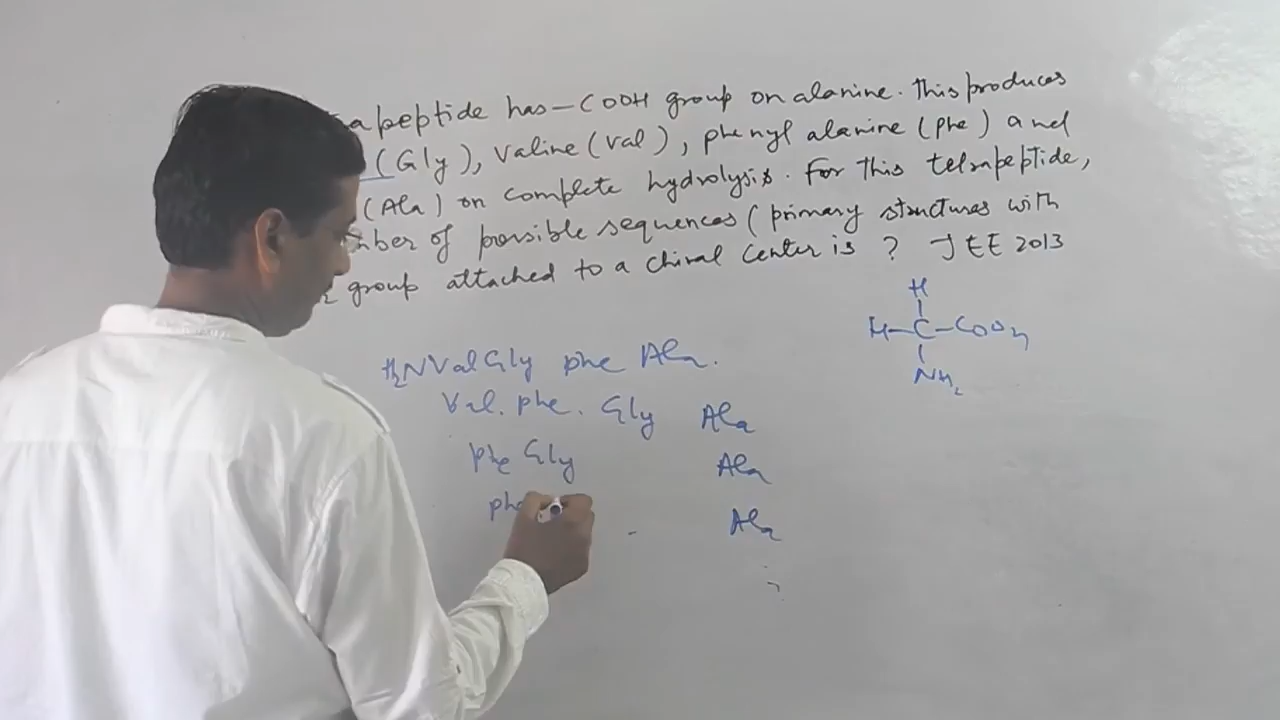 apeptide has - COOH group on alanine. This produces
(Gly), Valine (Val), phenyl alanine (Phe) and
(Ala) on complete hydrolysis. For this tetrapeptide,
mber of possible sequences (primary structures with
group attached to a chiral center is ? JEE 2013
H
H-C-COOH
NH2
H2N Val Gly phe Ala.
Val. phe. Gly Ala
phe Gly Ala
phe - Ala